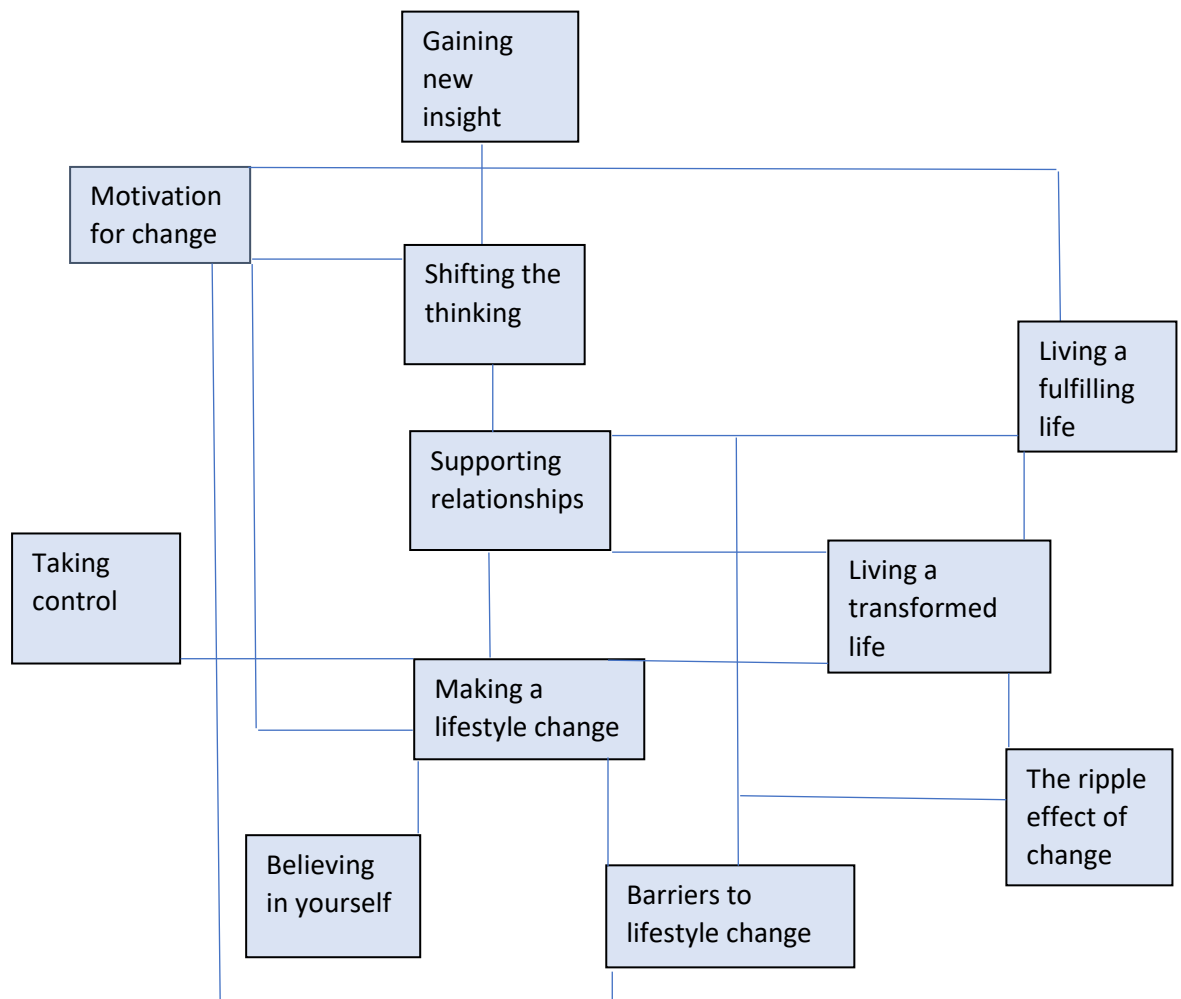 Gaining
new
insight
Motivation
for change
Shifting the
thinking
Living a
fulfilling
life
Supporting
relationships
Taking
control
Living a
transformed
life
Making a
lifestyle change
The ripple
effect of
change
Believing
in yourself
Barriers to
lifestyle change